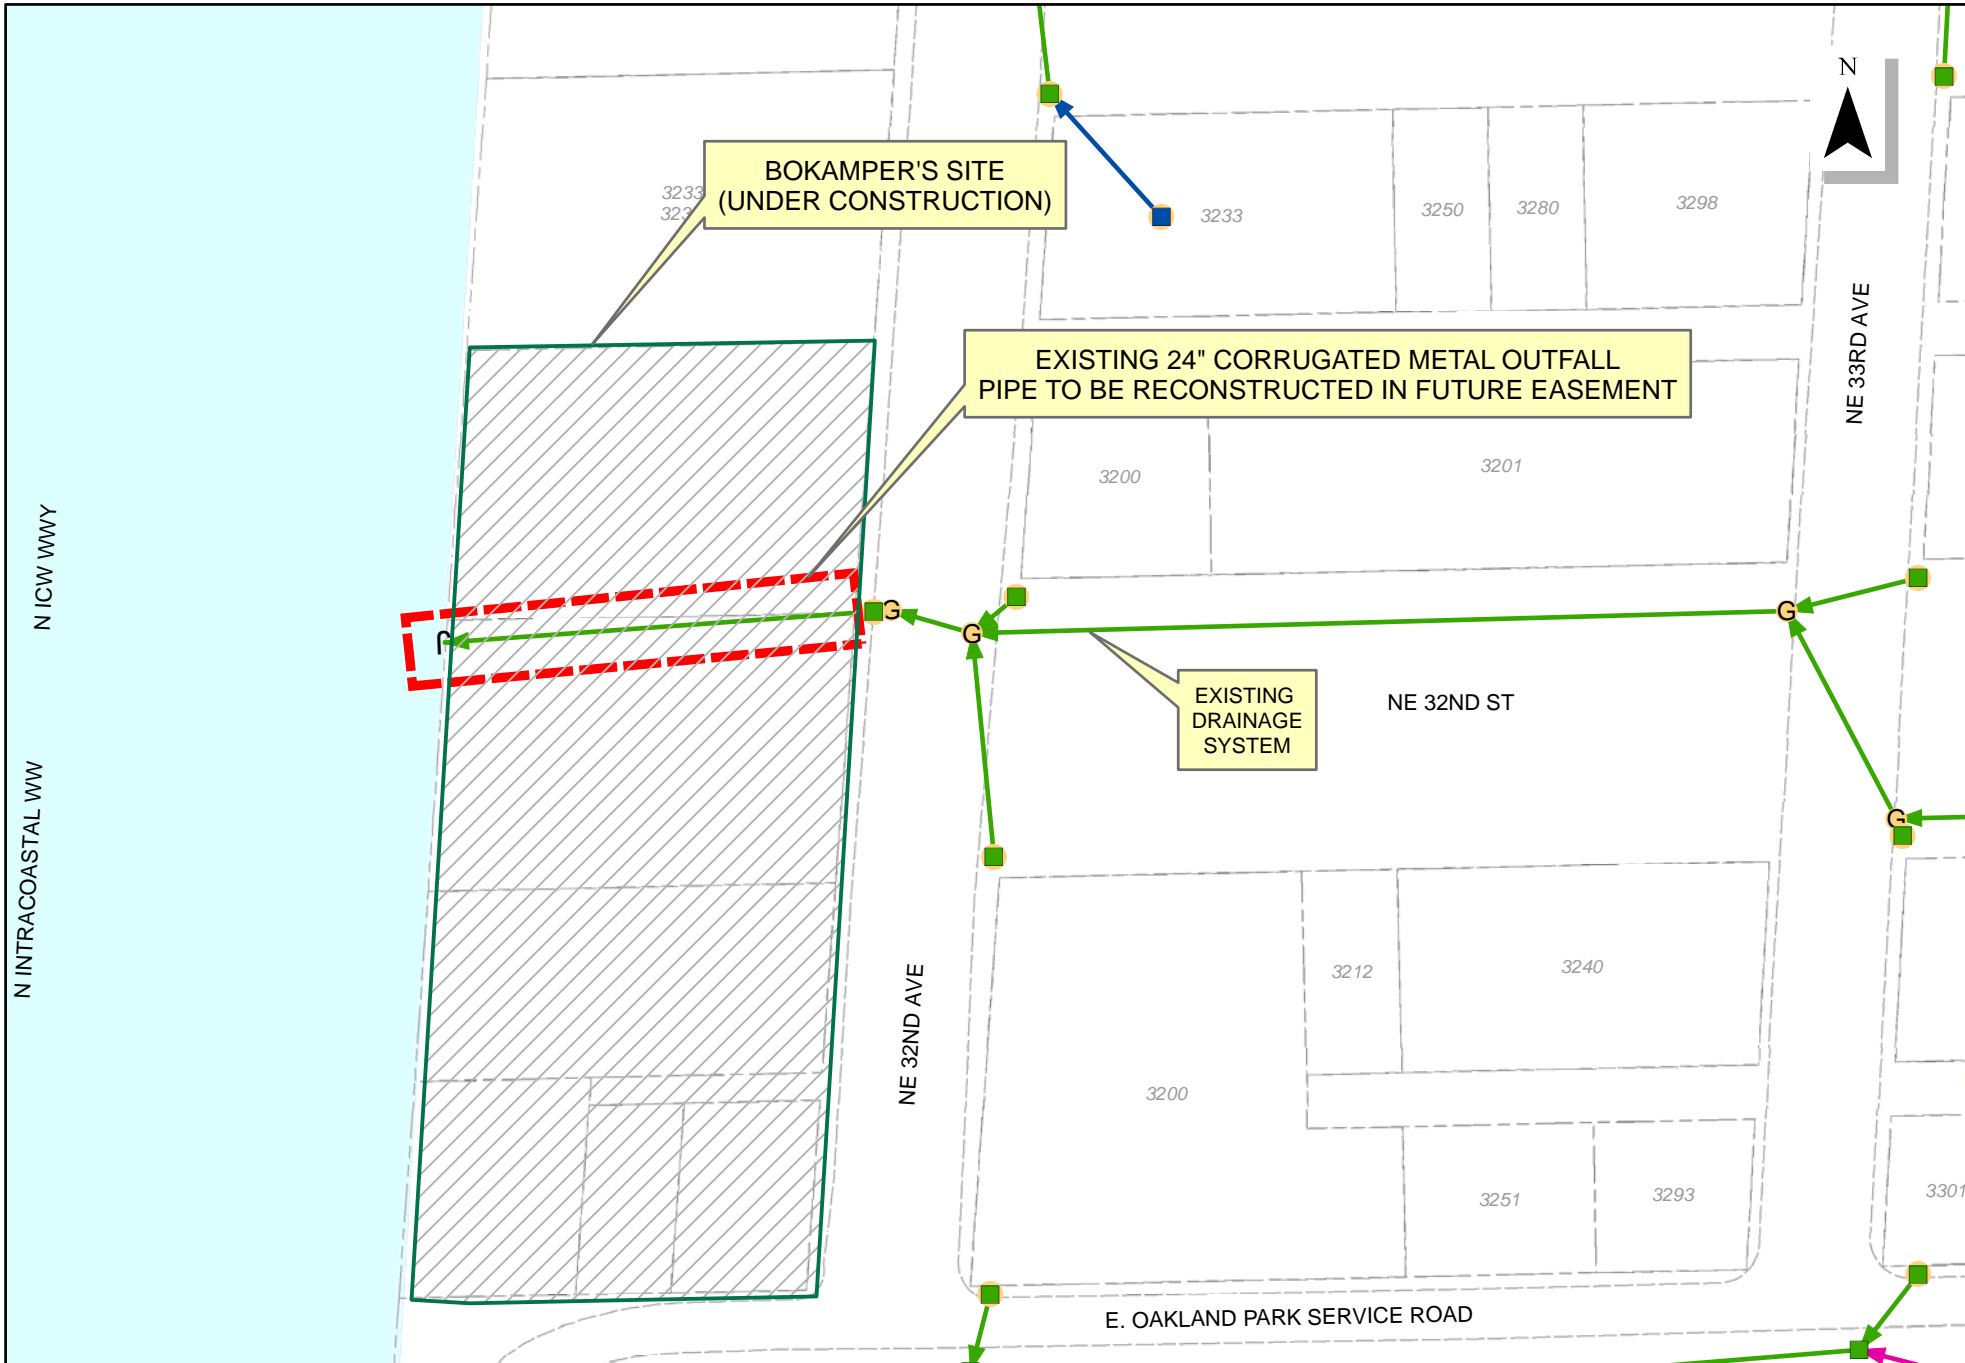 N
BOKAMPER'S SITE
(UNDER CONSTRUCTION)
3233
3233
3250
3280
3298
NE 33RD AVE
EXISTING 24" CORRUGATED METAL OUTFALL
PIPE TO BE RECONSTRUCTED IN FUTURE EASEMENT
3200
3201
N ICW WWY
G
G
G
EXISTING
DRAINAGE
SYSTEM
NE 32ND ST
N INTRACOASTAL WW
G
NE 32ND AVE
3212
3240
3200
3251
3293
3301
E. OAKLAND PARK SERVICE ROAD